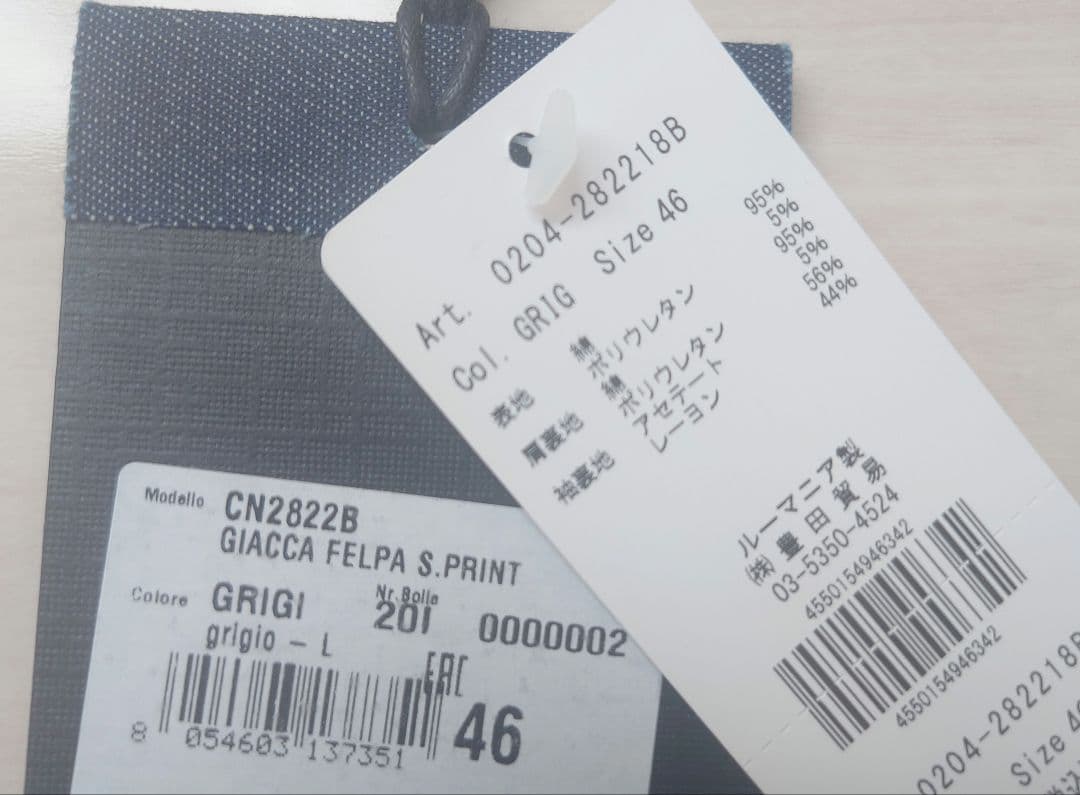 Art. 0204-282218B
Col. GRIG Size 46
表地 綿 95%
ポリウレタン 5%
肩裏地 綿 95%
ポリウレタン 5%
袖裏地 アセテート 56%
レーヨン 44%
ルーマニア製
㈱ 豊田貿易
03-5350-4524
4550154946342
4550154946342
0204-282218B
Size 46
Modello CN2822B
GIACCA FELPA S.PRINT
Colore GRIGI Nr.Bolla 201 0000002
grigio - L
EAC
46
8 054603 137351